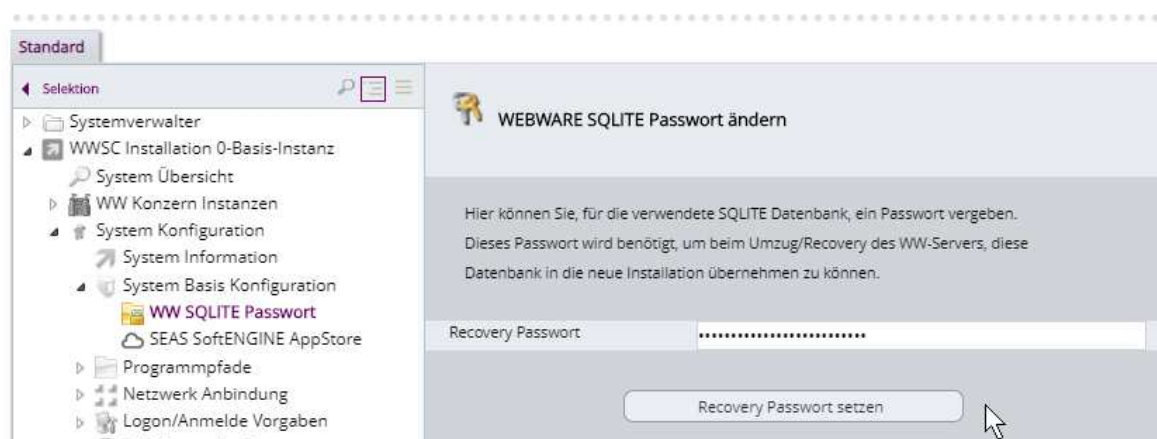 Standard
Selektion
Systemverwalter
WWSC Installation 0-Basis-Instanz
System Übersicht
WW Konzern Instanzen
System Konfiguration
System Information
System Basis Konfiguration
WW SQLITE Passwort
SEAS SoftENGINE AppStore
Programmpfade
Netzwerk Anbindung
Logon/Anmelde Vorgaben
WEBWARE SQLITE Passwort ändern
Hier können Sie, für die verwendete SQLITE Datenbank, ein Passwort vergeben.
Dieses Passwort wird benötigt, um beim Umzug/Recovery des WW-Servers, diese
Datenbank in die neue Installation übernehmen zu können.
Recovery Passwort
Recovery Passwort setzen